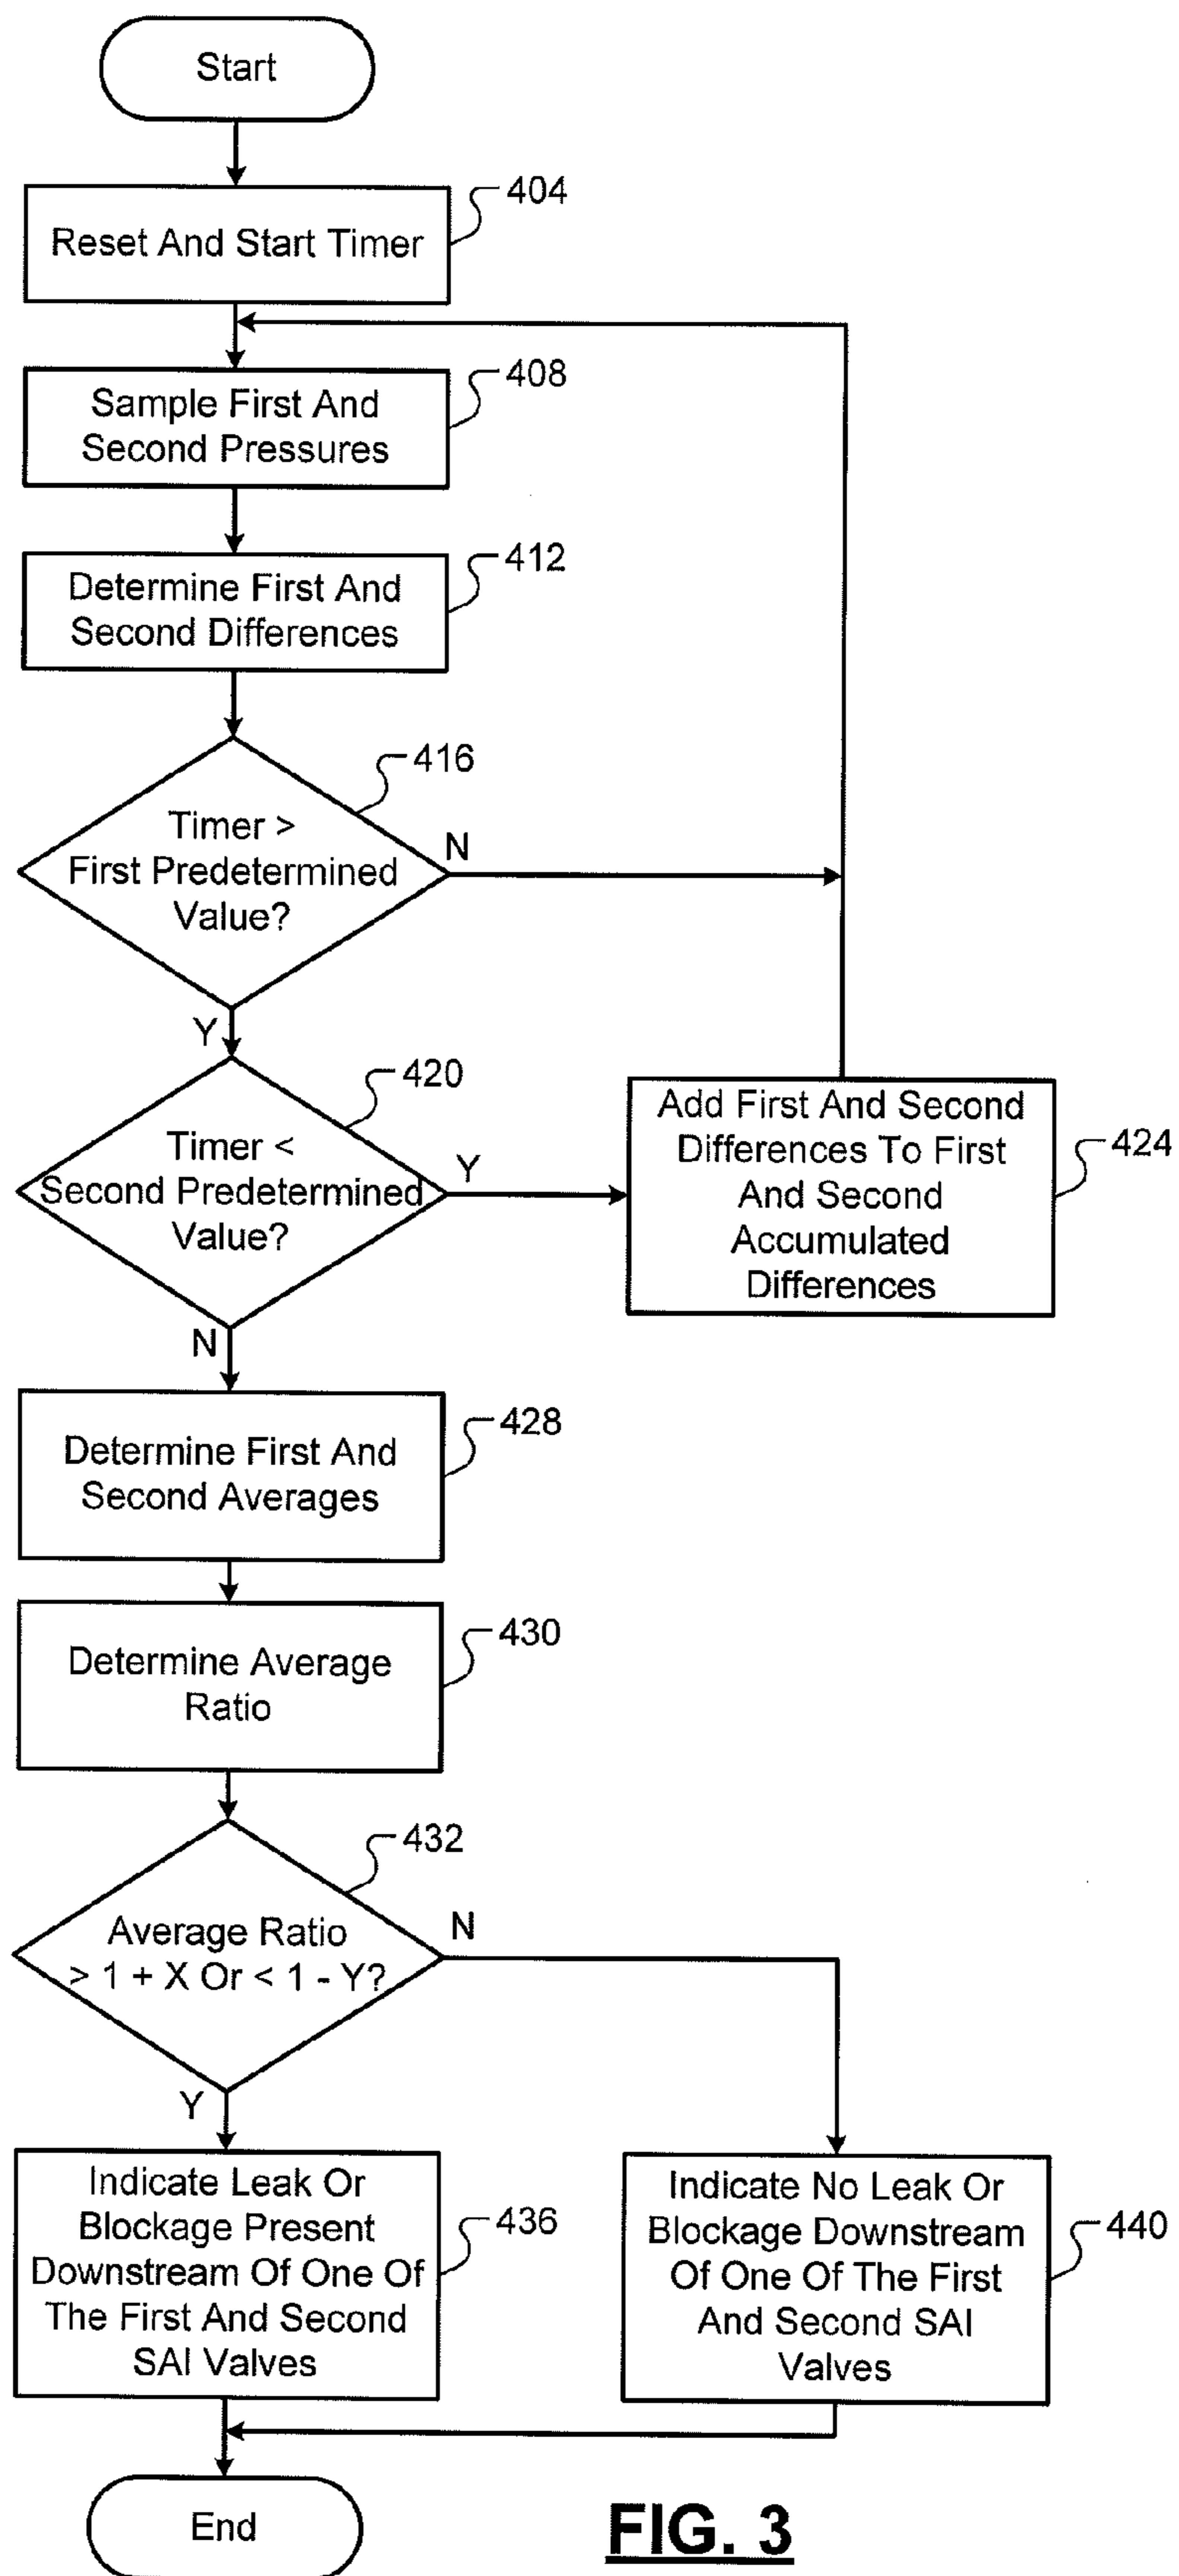 Start
404
Reset And Start Timer
408
Sample First And
Second Pressures
412
Determine First And
Second Differences
416
Timer >
First Predetermined
Value?
N
Y
420
Timer <
Second Predetermined
Value?
Y
N
Add First And Second
Differences To First
And Second
Accumulated
Differences
424
428
Determine First And
Second Averages
430
Determine Average
Ratio
432
Average Ratio
> 1 + X Or < 1 - Y?
N
Y
Indicate Leak Or
Blockage Present
Downstream Of One Of
The First And Second
SAI Valves
436
Indicate No Leak Or
Blockage Downstream
Of One Of The First
And Second SAI
Valves
440
End
FIG. 3